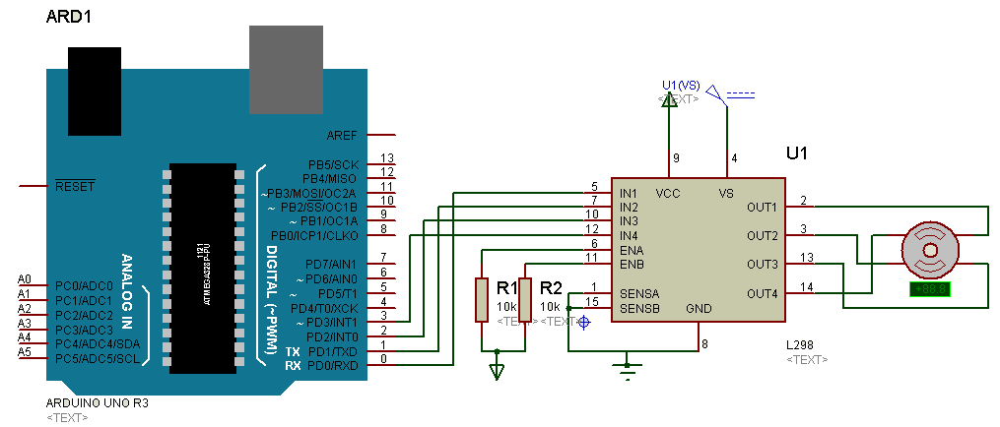 ARD1
AREF
PB5/SCK 13
PB4/MISO 12
~PB3/MOSI/OC2A 11
~ PB2/SS/OC1B 10
~ PB1/OC1A 9
PB0/ICP1/CLKO 8
PD7/AIN1 7
~ PD6/AIN0 6
~ PD5/T1 5
PD4/T0/XCK 4
~ PD3/INT1 3
PD2/INT0 2
TX PD1/TXD 1
RX PD0/RXD 0
RESET
A0 PC0/ADC0
A1 PC1/ADC1
A2 PC2/ADC2
A3 PC3/ADC3
A4 PC4/ADC4/SDA
A5 PC5/ADC5/SCL
ANALOG IN
DIGITAL (~PWM)
1121
ATMEGA328P-PU
ARDUINO UNO R3
<TEXT>
R1
10k
<TEXT>
R2
10k
<TEXT>
U1(VS)
<TEXT>
U1
9 VCC
4 VS
5 IN1
7 IN2
10 IN3
12 IN4
6 ENA
11 ENB
1 SENSA
15 SENSB
GND 8
OUT1 2
OUT2 3
OUT3 13
OUT4 14
L298
<TEXT>